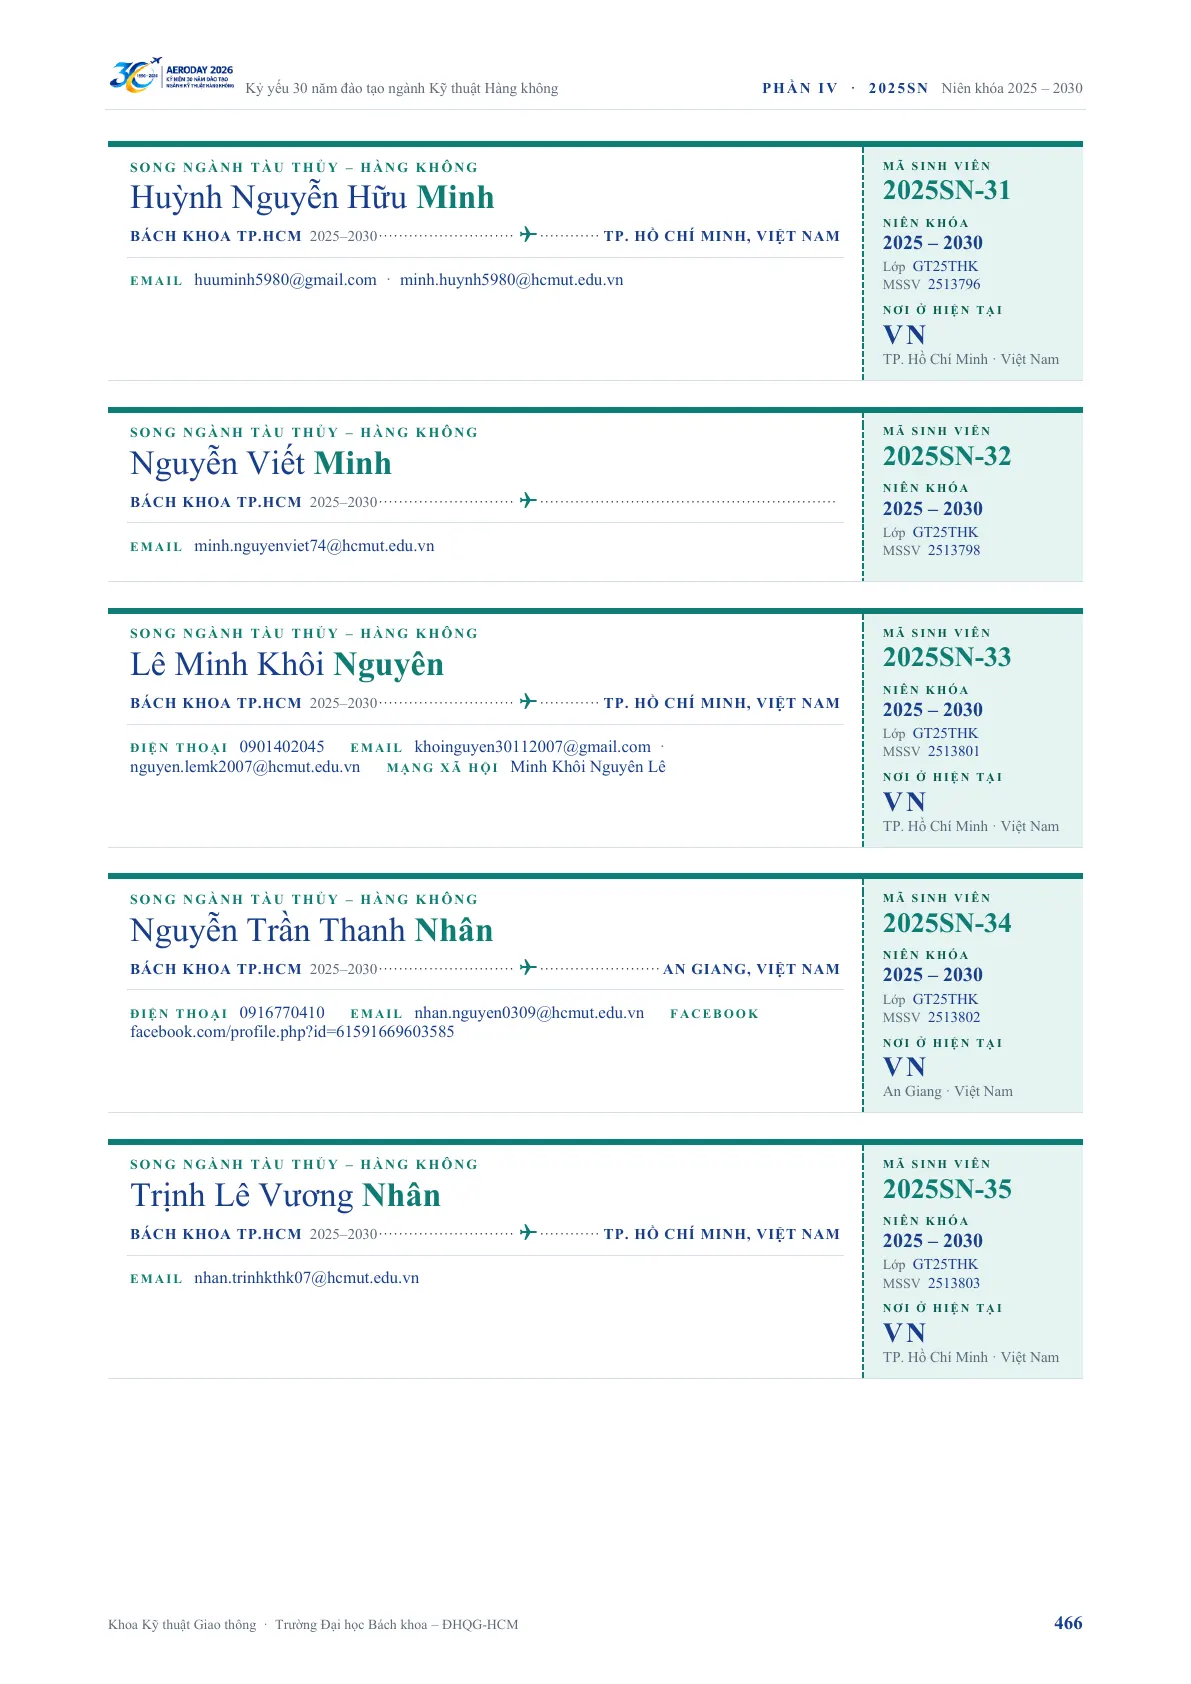 30
1996 - 2026
AERODAY 2026
KỶ NIỆM 30 NĂM ĐÀO TẠO
NGÀNH KỸ THUẬT HÀNG KHÔNG
Kỷ yếu 30 năm đào tạo ngành Kỹ thuật Hàng không
PHẦN IV · 2025SN Niên khóa 2025 – 2030
SONG NGÀNH TÀU THỦY – HÀNG KHÔNG
Huỳnh Nguyễn Hữu Minh
BÁCH KHOA TP.HCM 2025–2030 TP. HỒ CHÍ MINH, VIỆT NAM
EMAIL huuminh5980@gmail.com · minh.huynh5980@hcmut.edu.vn
MÃ SINH VIÊN
2025SN-31
NIÊN KHÓA
2025 – 2030
Lớp GT25THK
MSSV 2513796
NƠI Ở HIỆN TẠI
VN
TP. Hồ Chí Minh · Việt Nam
SONG NGÀNH TÀU THỦY – HÀNG KHÔNG
Nguyễn Viết Minh
BÁCH KHOA TP.HCM 2025–2030
EMAIL minh.nguyenviet74@hcmut.edu.vn
MÃ SINH VIÊN
2025SN-32
NIÊN KHÓA
2025 – 2030
Lớp GT25THK
MSSV 2513798
SONG NGÀNH TÀU THỦY – HÀNG KHÔNG
Lê Minh Khôi Nguyên
BÁCH KHOA TP.HCM 2025–2030 TP. HỒ CHÍ MINH, VIỆT NAM
ĐIỆN THOẠI 0901402045 EMAIL khoinguyen30112007@gmail.com ·
nguyen.lemk2007@hcmut.edu.vn MẠNG XÃ HỘI Minh Khôi Nguyên Lê
MÃ SINH VIÊN
2025SN-33
NIÊN KHÓA
2025 – 2030
Lớp GT25THK
MSSV 2513801
NƠI Ở HIỆN TẠI
VN
TP. Hồ Chí Minh · Việt Nam
SONG NGÀNH TÀU THỦY – HÀNG KHÔNG
Nguyễn Trần Thanh Nhân
BÁCH KHOA TP.HCM 2025–2030 AN GIANG, VIỆT NAM
ĐIỆN THOẠI 0916770410 EMAIL nhan.nguyen0309@hcmut.edu.vn FACEBOOK
facebook.com/profile.php?id=61591669603585
MÃ SINH VIÊN
2025SN-34
NIÊN KHÓA
2025 – 2030
Lớp GT25THK
MSSV 2513802
NƠI Ở HIỆN TẠI
VN
An Giang · Việt Nam
SONG NGÀNH TÀU THỦY – HÀNG KHÔNG
Trịnh Lê Vương Nhân
BÁCH KHOA TP.HCM 2025–2030 TP. HỒ CHÍ MINH, VIỆT NAM
EMAIL nhan.trinhkthk07@hcmut.edu.vn
MÃ SINH VIÊN
2025SN-35
NIÊN KHÓA
2025 – 2030
Lớp GT25THK
MSSV 2513803
NƠI Ở HIỆN TẠI
VN
TP. Hồ Chí Minh · Việt Nam
Khoa Kỹ thuật Giao thông · Trường Đại học Bách khoa – ĐHQG-HCM
466